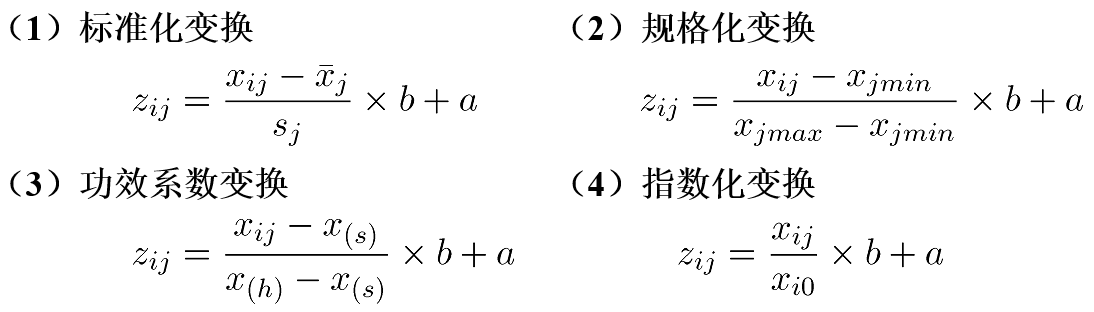 （1）标准化变换 （2）规格化变换
$z_{ij} = \frac{x_{ij} - \bar{x}_j}{s_j} \times b + a$ $z_{ij} = \frac{x_{ij} - x_{jmin}}{x_{jmax} - x_{jmin}} \times b + a$
（3）功效系数变换 （4）指数化变换
$z_{ij} = \frac{x_{ij} - x_{(s)}}{x_{(h)} - x_{(s)}} \times b + a$ $z_{ij} = \frac{x_{ij}}{x_{i0}} \times b + a$